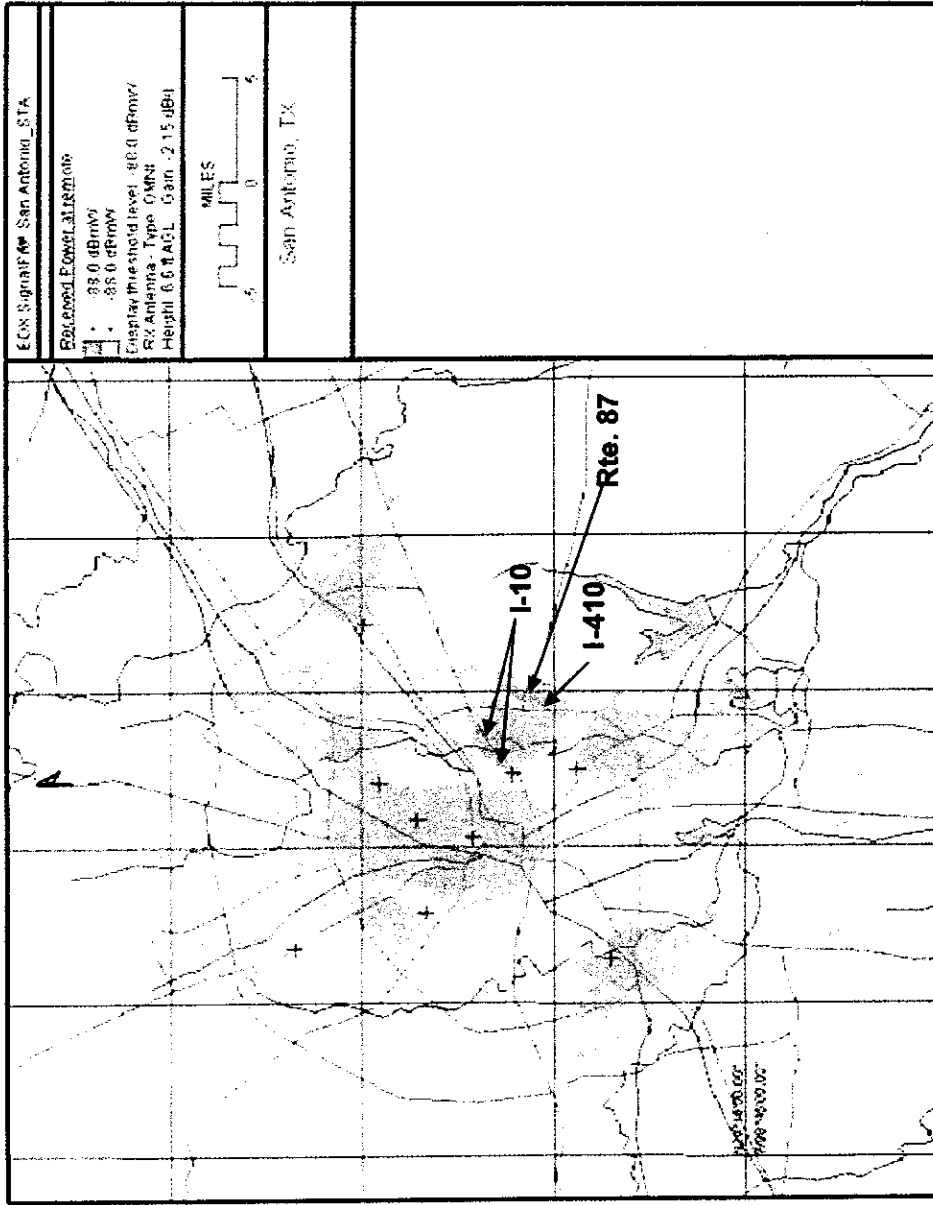 EDX SignalPro San Antonio_STA
Received Power at remote
-88.0 dBmW
-88.0 dBmW
Display threshold level: -88.0 dBmW
RX Antenna - Type: OMNI
Height: 6.6 ft AGL Gain: -2.15 dBd
MILES
-5 0 5
San Antonio, TX
I-10
Rte. 87
I-410